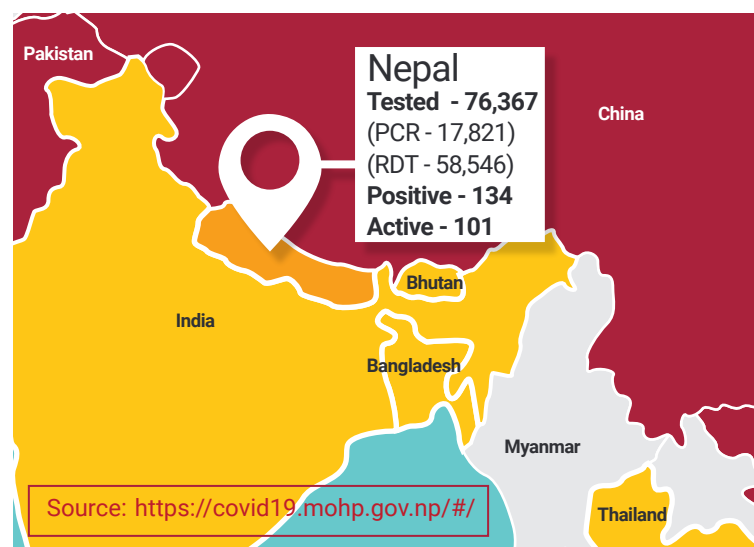 Pakistan
Nepal
Tested - 76,367
(PCR - 17,821)
(RDT - 58,546)
Positive - 134
Active - 101
China
Bhutan
India
Bangladesh
Myanmar
Source: https://covid19.mohp.gov.np/#/
Thailand